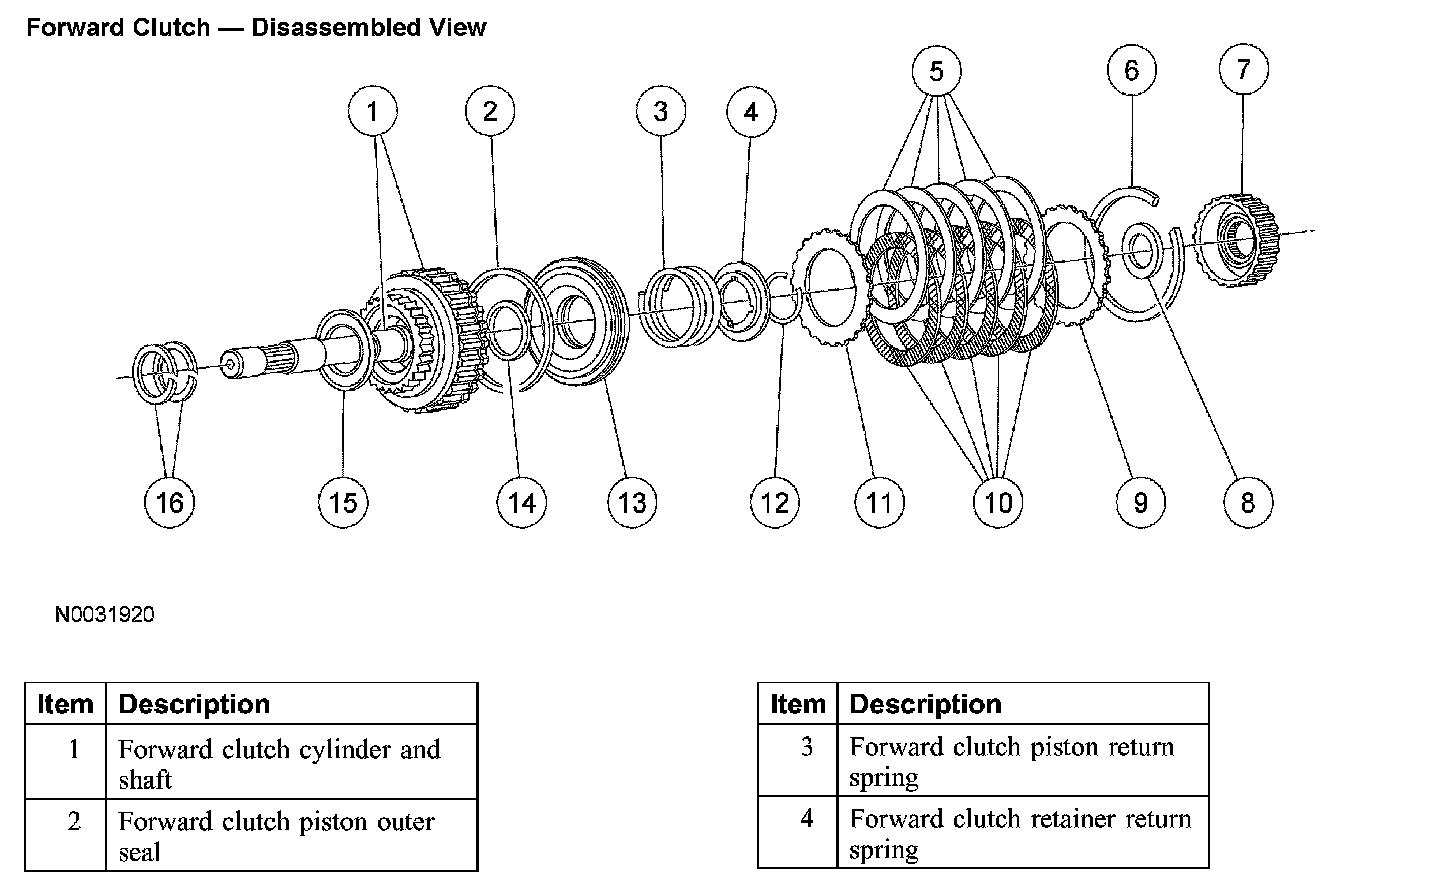 Forward Clutch — Disassembled View
1
2
3
4
5
6
7
16
15
14
13
12
11
10
9
8
N0031920
Item Description
1 Forward clutch cylinder and
shaft
2 Forward clutch piston outer
seal
Item Description
3 Forward clutch piston return
spring
4 Forward clutch retainer return
spring